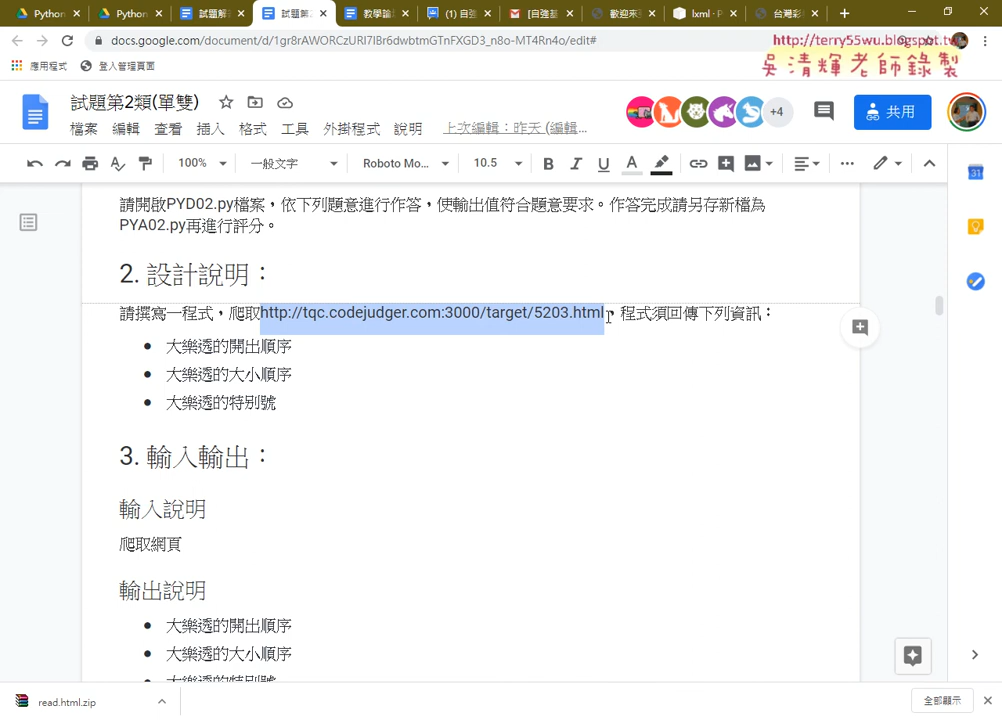 Python
Python
試題解
試題第
教學論
(1) 自強
[自強基
歡迎來到
lxml · P
台灣彩
docs.google.com/document/d/1gr8rAWORCzURI7IBr6dwbtmGTnFXGD3_n8o-MT4Rn4o/edit#
http://terry55wu.blogspot.tw
吳清輝老師錄製
應用程式
登入管理頁面
試題第2類(單雙)
檔案 編輯 查看 插入 格式 工具 外掛程式 說明 上次編輯：昨天 (編輯...
+4
共用
100%
一般文字
Roboto Mo...
10.5
B I U A
31
請開啟PYD02.py檔案，依下列題意進行作答，使輸出值符合題意要求。作答完成請另存新檔為
PYA02.py再進行評分。
2. 設計說明：
請撰寫一程式，爬取http://tqc.codejudger.com:3000/target/5203.html，程式須回傳下列資訊：
● 大樂透的開出順序
● 大樂透的大小順序
● 大樂透的特別號
3. 輸入輸出：
輸入說明
爬取網頁
輸出說明
● 大樂透的開出順序
● 大樂透的大小順序
● 大樂透的特別號
read.html.zip
全部顯示